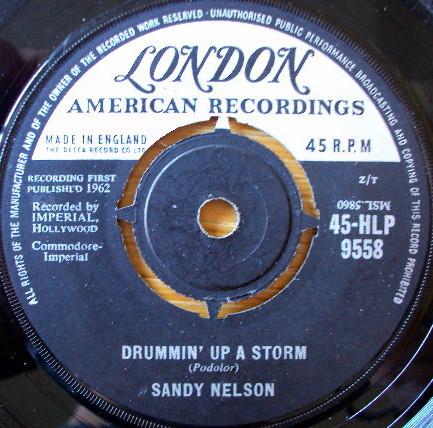 ALL RIGHTS OF THE MANUFACTURER AND OF THE OWNER OF THE RECORDED WORK RESERVED · UNAUTHORISED PUBLIC PERFORMANCE BROADCASTING AND COPYING OF THIS RECORD PROHIBITED
LONDON
AMERICAN RECORDINGS
MADE IN ENGLAND
THE DECCA RECORD CO LTD
45 R.P.M
RECORDING FIRST
PUBLISHED 1962
Recorded by
IMPERIAL,
HOLLYWOOD
Commodore-
Imperial
Z/T
MSL.5860
45-HLP
9558
DRUMMIN' UP A STORM
(Podolor)
SANDY NELSON